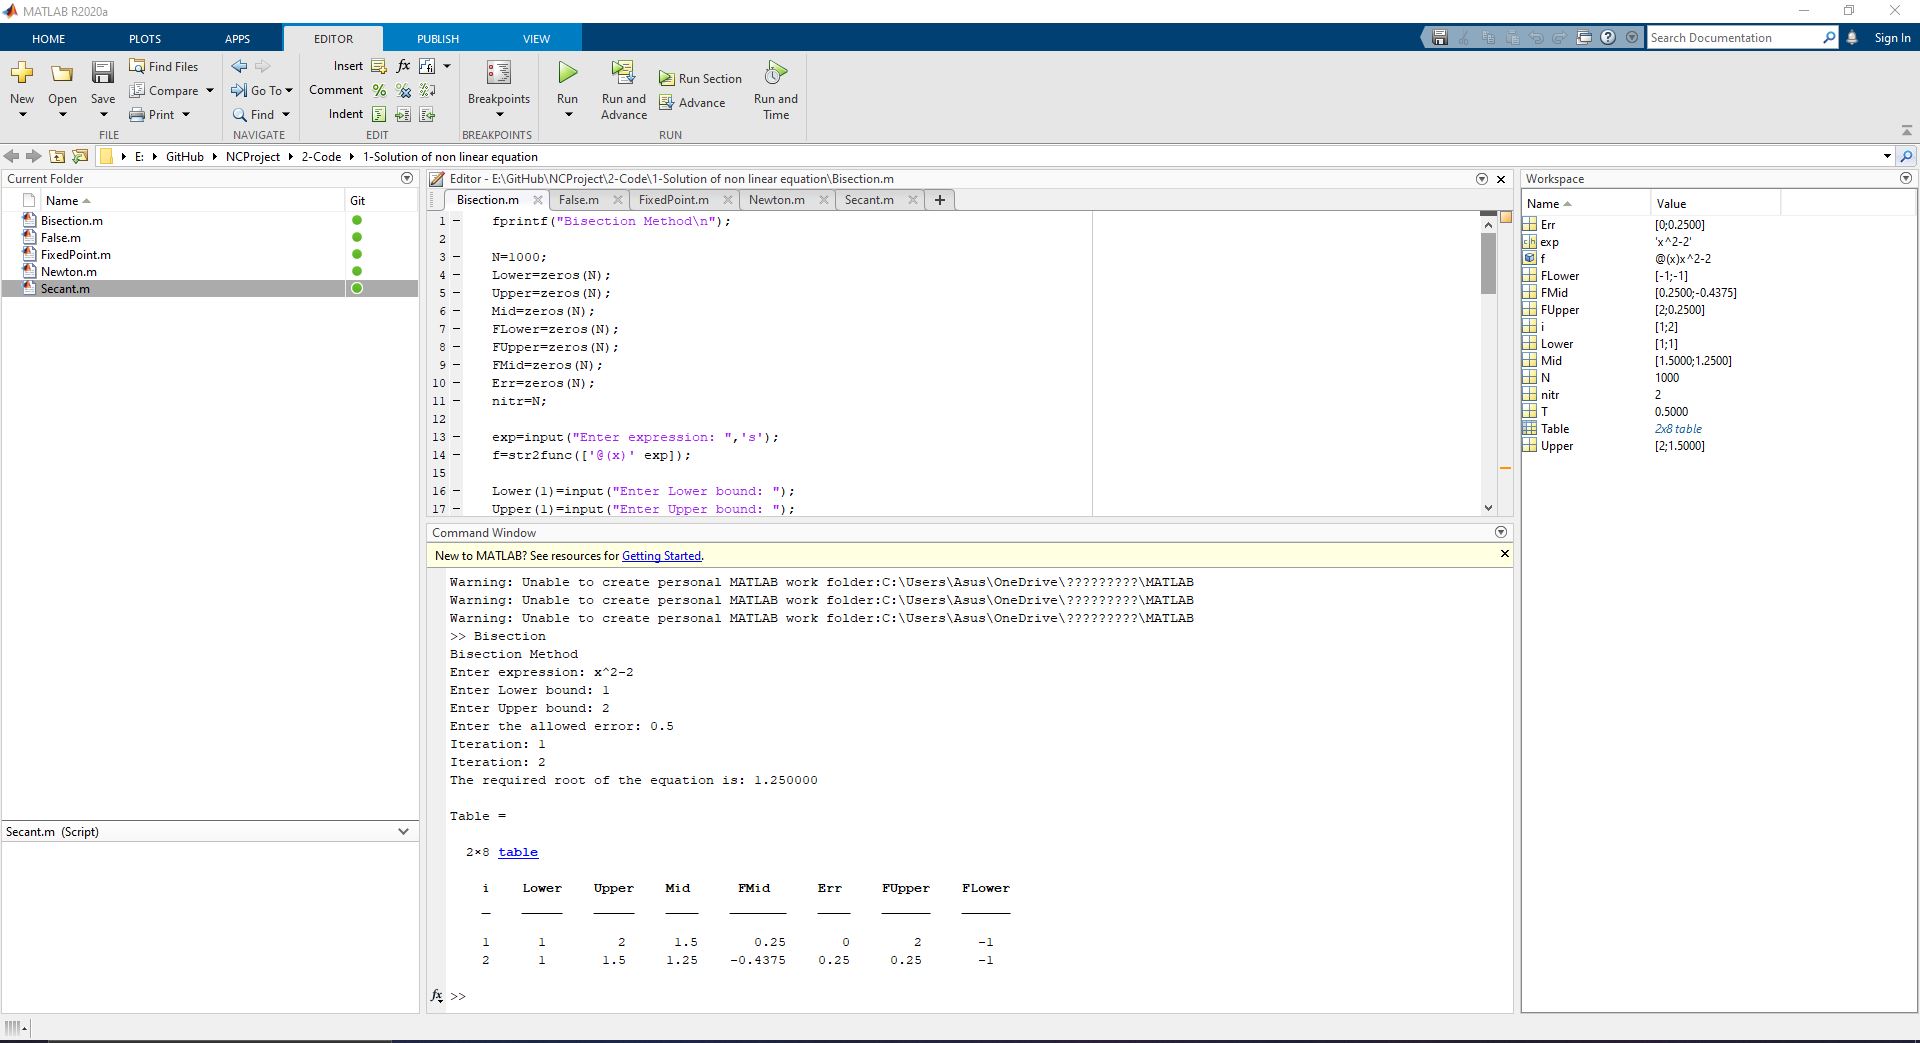 MATLAB R2020a
HOME PLOTS APPS EDITOR PUBLISH VIEW
Search Documentation
Sign In
New
Open
Save
Find Files
Compare
Print
FILE
Go To
Find
NAVIGATE
Insert fx
Comment % %
Indent
EDIT
Breakpoints
BREAKPOINTS
Run
Run and Advance
Run Section
Advance
Run and Time
RUN
E: GitHub NCProject 2-Code 1-Solution of non linear equation
Current Folder
Name Git
Bisection.m
False.m
FixedPoint.m
Newton.m
Secant.m
Secant.m (Script)
Editor - E:\GitHub\NCProject\2-Code\1-Solution of non linear equation\Bisection.m
Bisection.m False.m FixedPoint.m Newton.m Secant.m +
1 – fprintf("Bisection Method\n");
2
3 – N=1000;
4 – Lower=zeros(N);
5 – Upper=zeros(N);
6 – Mid=zeros(N);
7 – FLower=zeros(N);
8 – FUpper=zeros(N);
9 – FMid=zeros(N);
10 – Err=zeros(N);
11 – nitr=N;
12
13 – exp=input("Enter expression: ",'s');
14 – f=str2func(['@(x)' exp]);
15
16 – Lower(1)=input("Enter Lower bound: ");
17 – Upper(1)=input("Enter Upper bound: ");
Command Window
New to MATLAB? See resources for Getting Started.
Warning: Unable to create personal MATLAB work folder:C:\Users\Asus\OneDrive\?????????\MATLAB
Warning: Unable to create personal MATLAB work folder:C:\Users\Asus\OneDrive\?????????\MATLAB
Warning: Unable to create personal MATLAB work folder:C:\Users\Asus\OneDrive\?????????\MATLAB
>> Bisection
Bisection Method
Enter expression: x^2-2
Enter Lower bound: 1
Enter Upper bound: 2
Enter the allowed error: 0.5
Iteration: 1
Iteration: 2
The required root of the equation is: 1.250000
Table =
2×8 table
i Lower Upper Mid FMid Err FUpper FLower
1 1 2 1.5 0.25 0 2 -1
2 1 1.5 1.25 -0.4375 0.25 0.25 -1
fx >>
Workspace
Name Value
Err [0;0.2500]
exp 'x^2-2'
f @(x)x^2-2
FLower [-1;-1]
FMid [0.2500;-0.4375]
FUpper [2;0.2500]
i [1;2]
Lower [1;1]
Mid [1.5000;1.2500]
N 1000
nitr 2
T 0.5000
Table 2x8 table
Upper [2;1.5000]